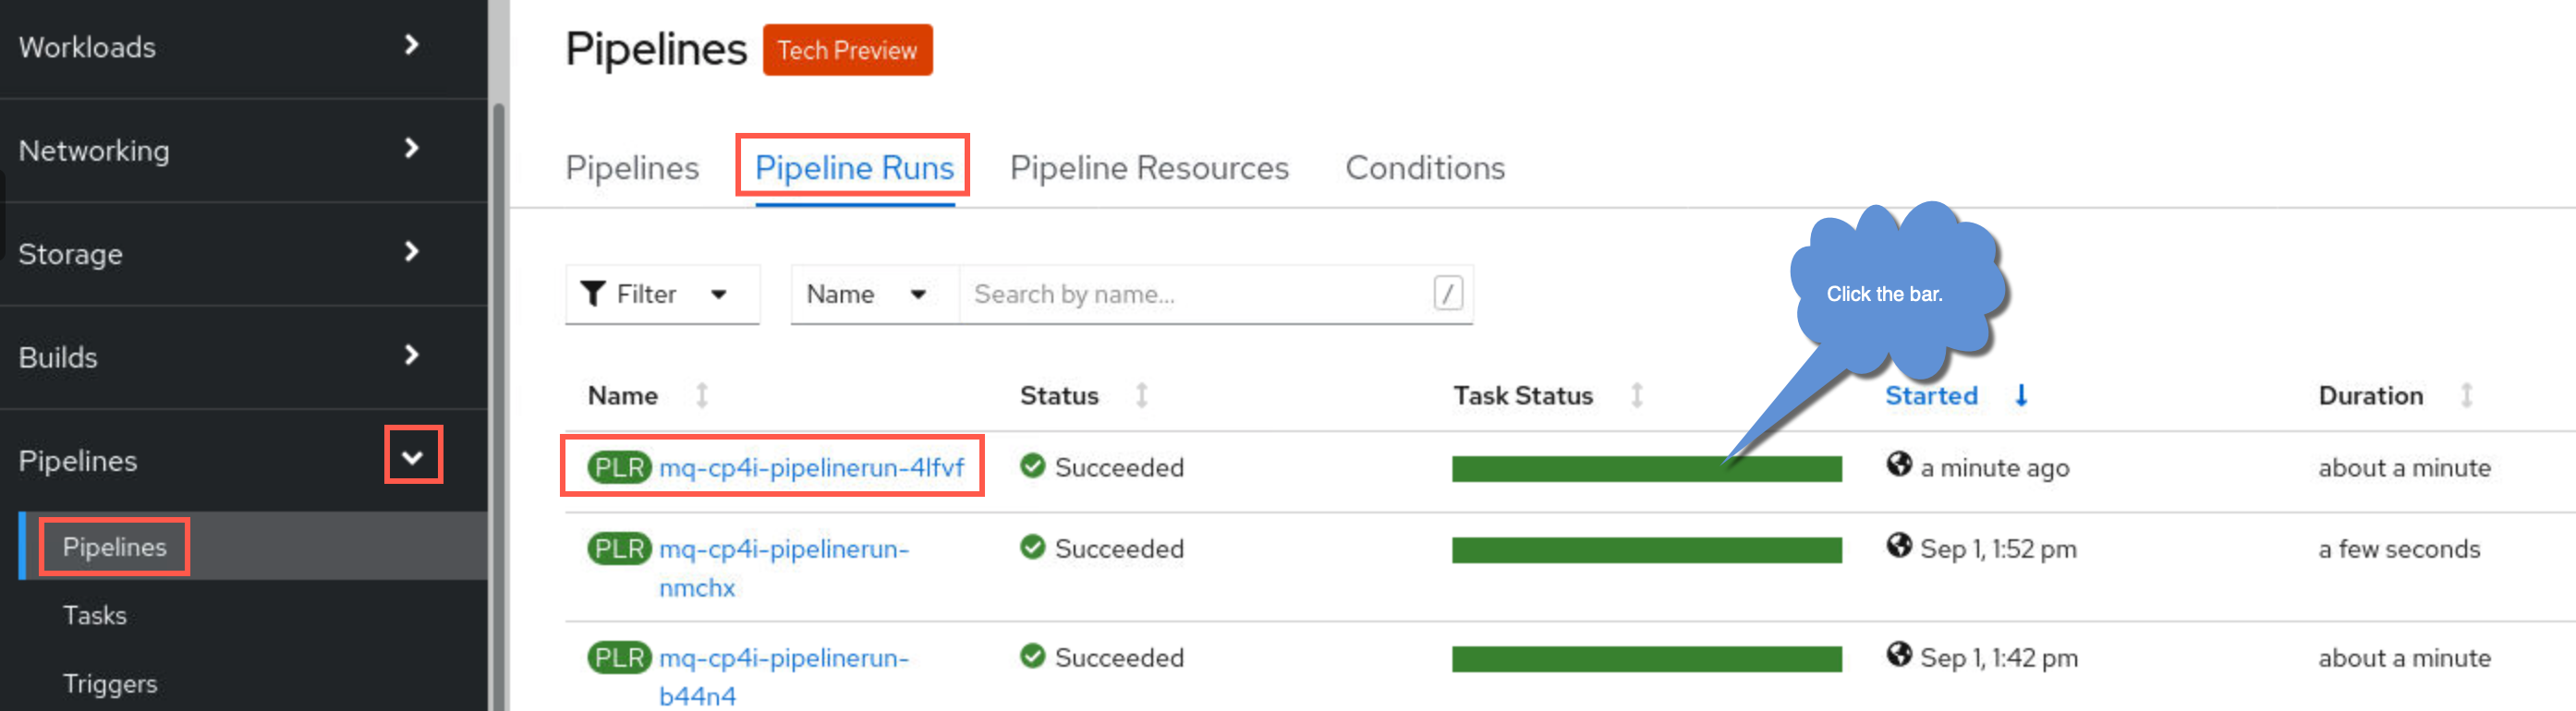 Workloads
Networking
Storage
Builds
Pipelines
Pipelines
Tasks
Triggers
Pipelines Tech Preview
Pipelines Pipeline Runs Pipeline Resources Conditions
Filter Name Search by name... /
Click the bar.
Name Status Task Status Started Duration
PLR mq-cp4i-pipelinerun-4lfvf Succeeded a minute ago about a minute
PLR mq-cp4i-pipelinerun- Succeeded Sep 1, 1:52 pm a few seconds
nmchx
PLR mq-cp4i-pipelinerun- Succeeded Sep 1, 1:42 pm about a minute
b44n4